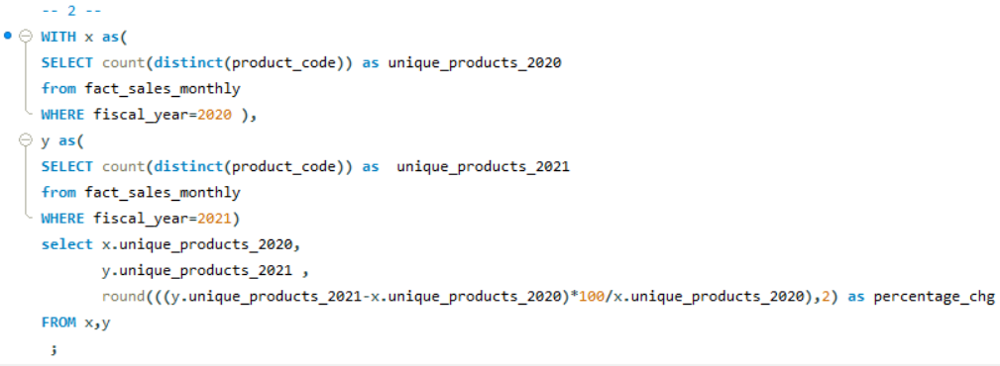 -- 2 --
WITH x as(
SELECT count(distinct(product_code)) as unique_products_2020
from fact_sales_monthly
WHERE fiscal_year=2020 ),
y as(
SELECT count(distinct(product_code)) as  unique_products_2021
from fact_sales_monthly
WHERE fiscal_year=2021)
select x.unique_products_2020,
y.unique_products_2021 ,
round(((y.unique_products_2021-x.unique_products_2020)*100/x.unique_products_2020),2) as percentage_chg
FROM x,y
;